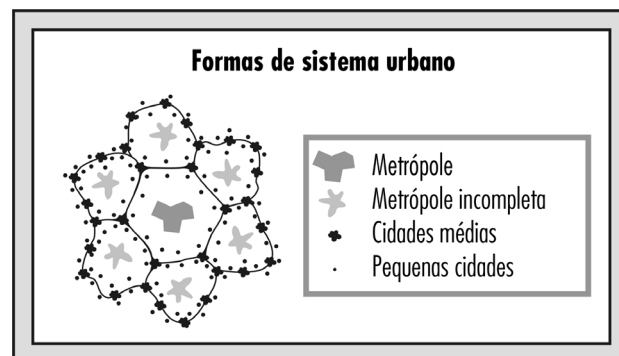 Formas de sistema urbano
Metrópole
Metrópole incompleta
Cidades médias
Pequenas cidades